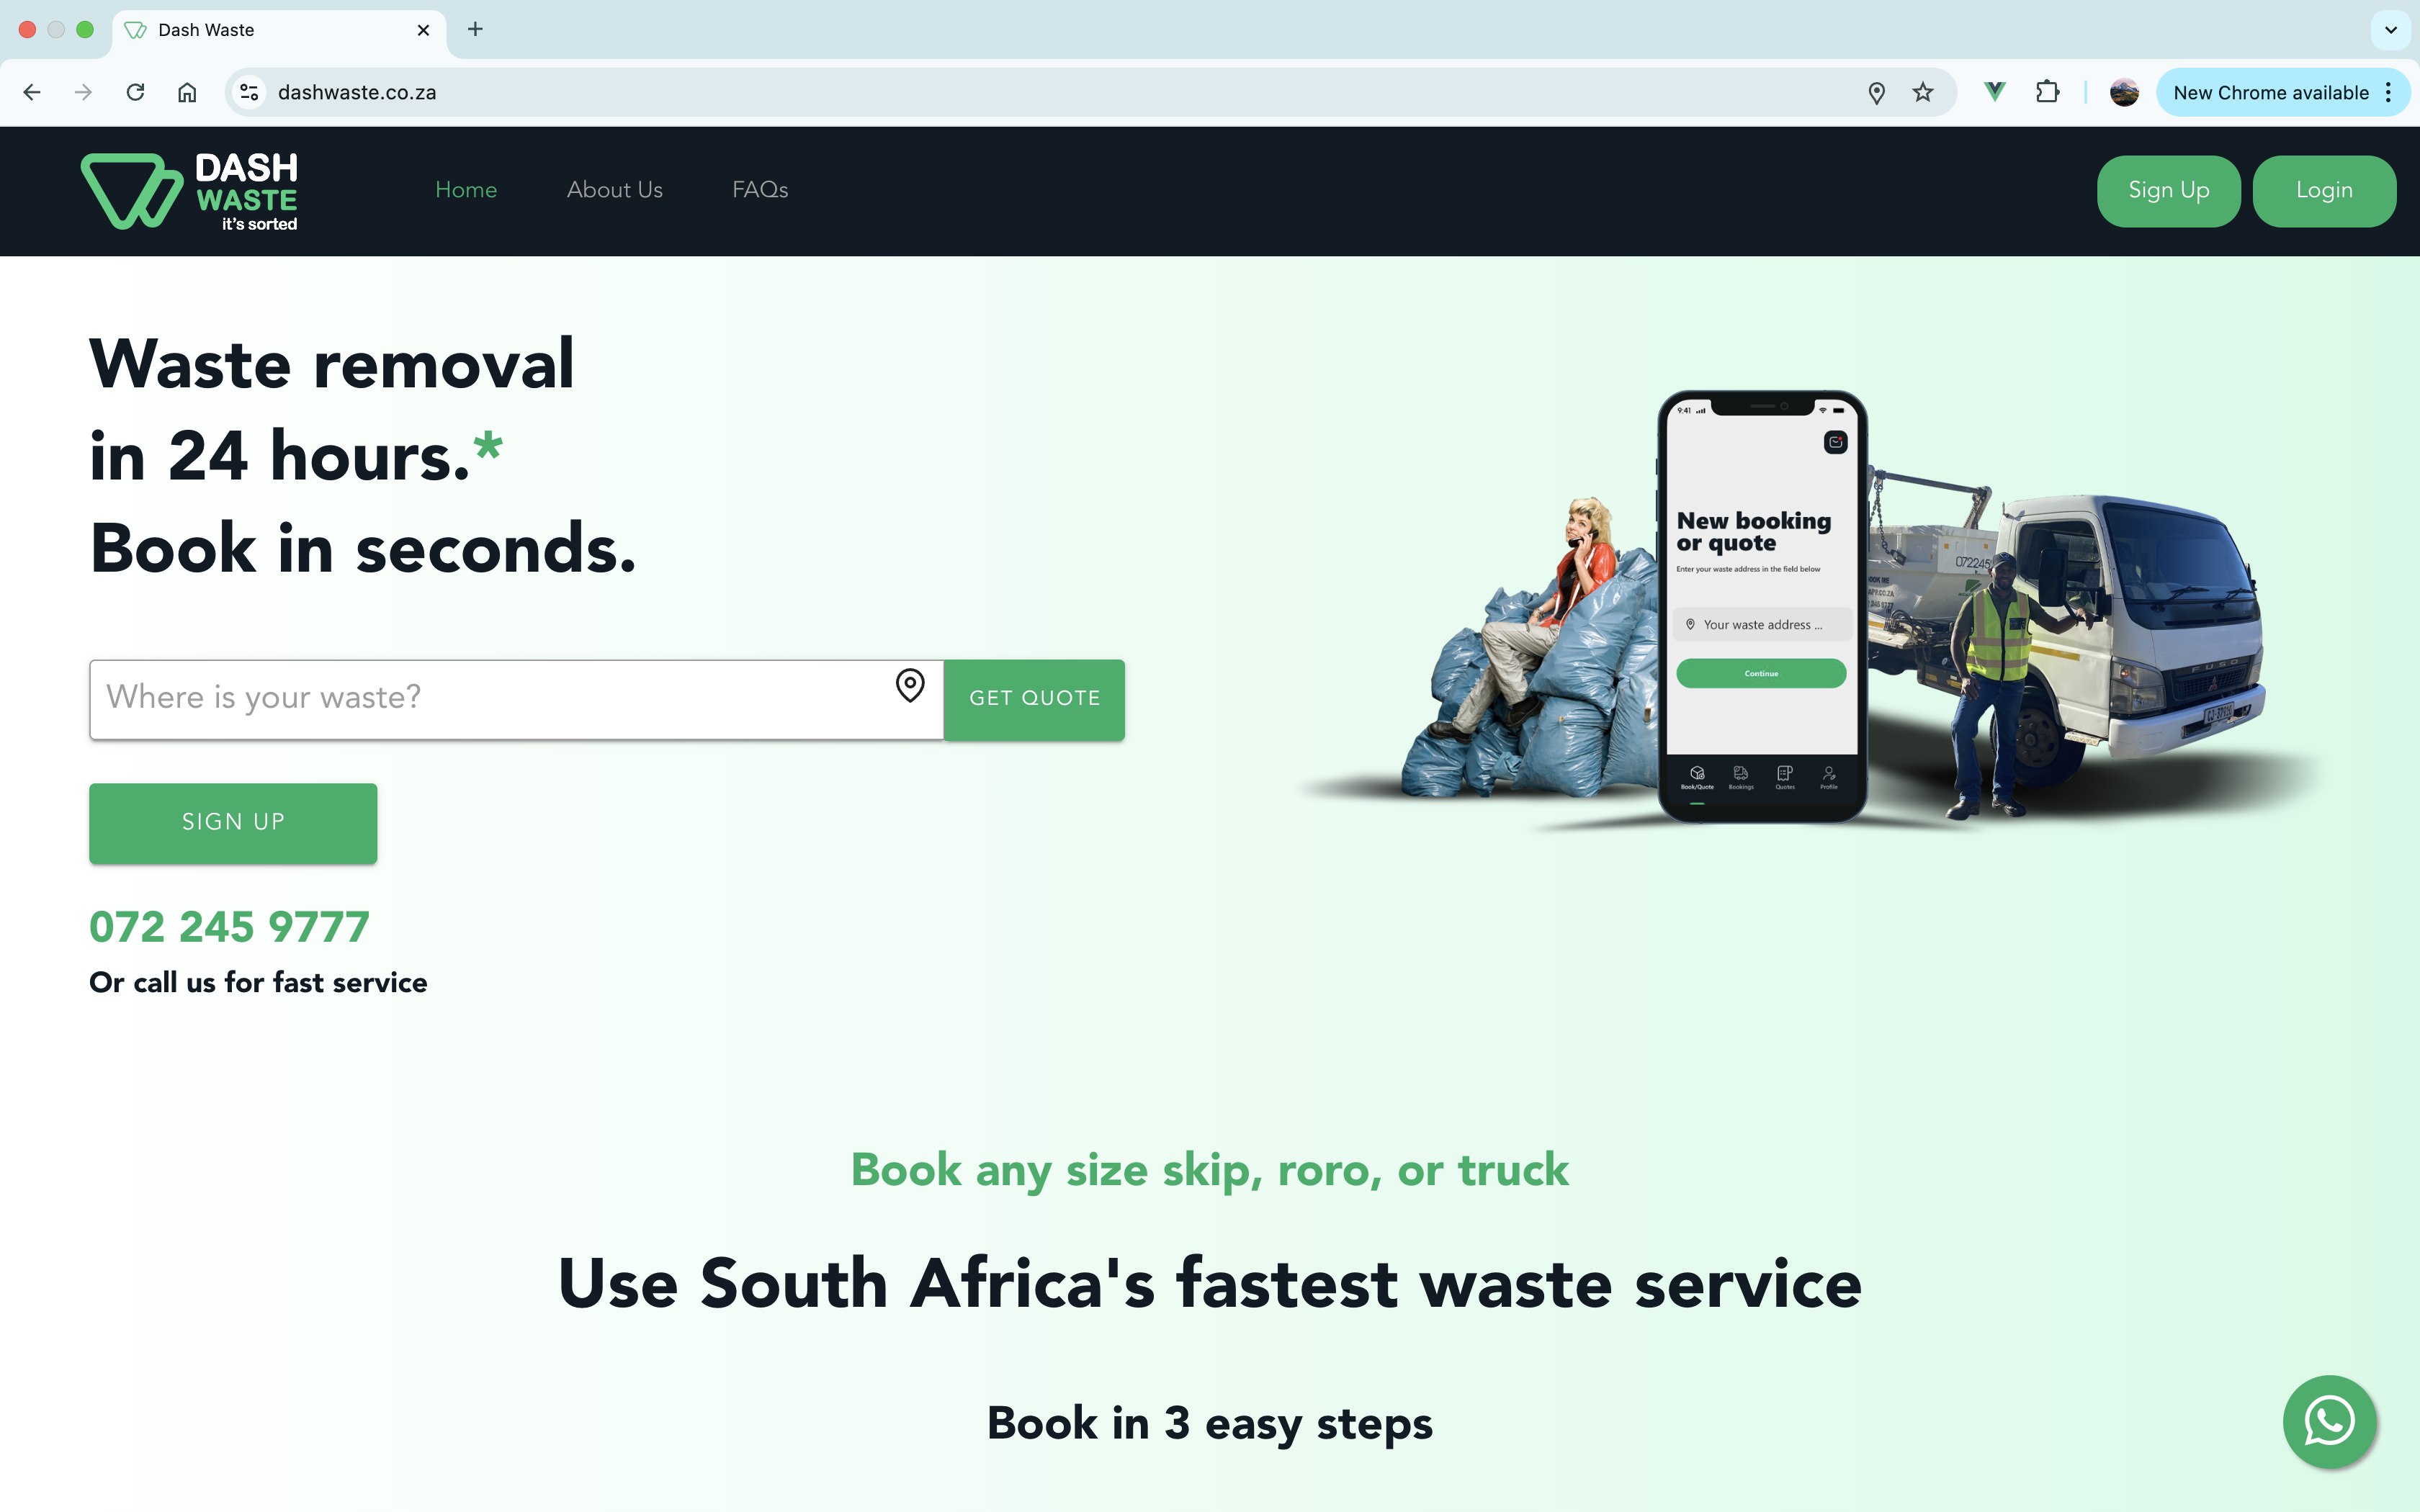 Dash Waste
dashwaste.co.za
New Chrome available
DASH
WASTE
it's sorted
Home
About Us
FAQs
Sign Up
Login
Waste removal
in 24 hours.*
Book in seconds.
Where is your waste?
GET QUOTE
SIGN UP
072 245 9777
Or call us for fast service
9:41
New booking
or quote
Enter your waste address in the field below
Your waste address ...
Continue
Book/Quote
Bookings
Quotes
Profile
072245
FUSO
Book any size skip, roro, or truck
Use South Africa's fastest waste service
Book in 3 easy steps